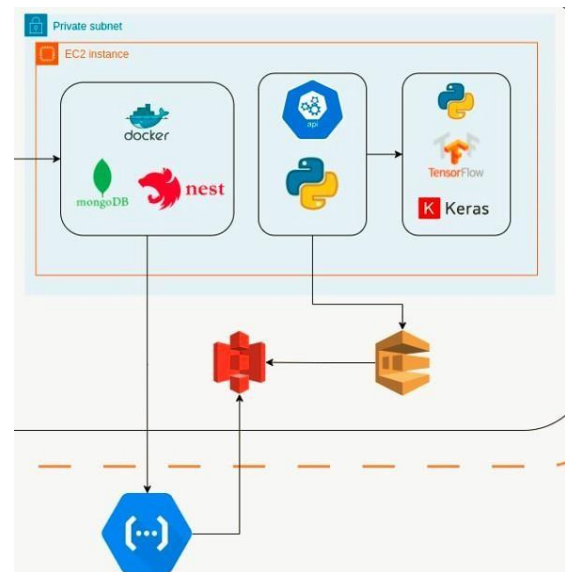 Private subnet
EC2 instance
docker
mongoDB
nest
api
TensorFlow
K Keras